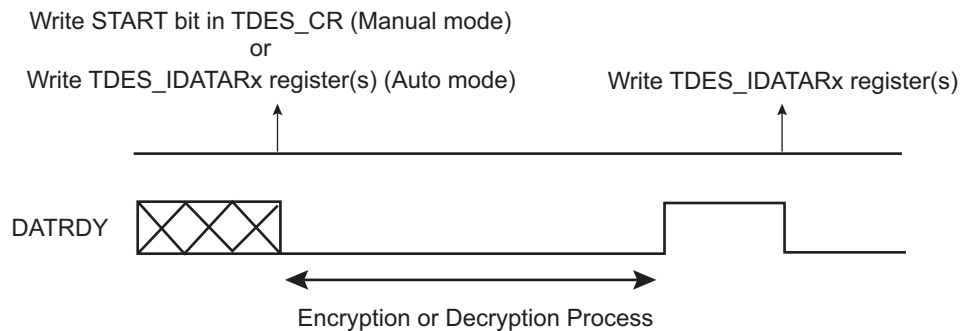 Write START bit in TDES_CR (Manual mode)
or
Write TDES_IDATARx register(s) (Auto mode)
Write TDES_IDATARx register(s)
DATRDY
Encryption or Decryption Process